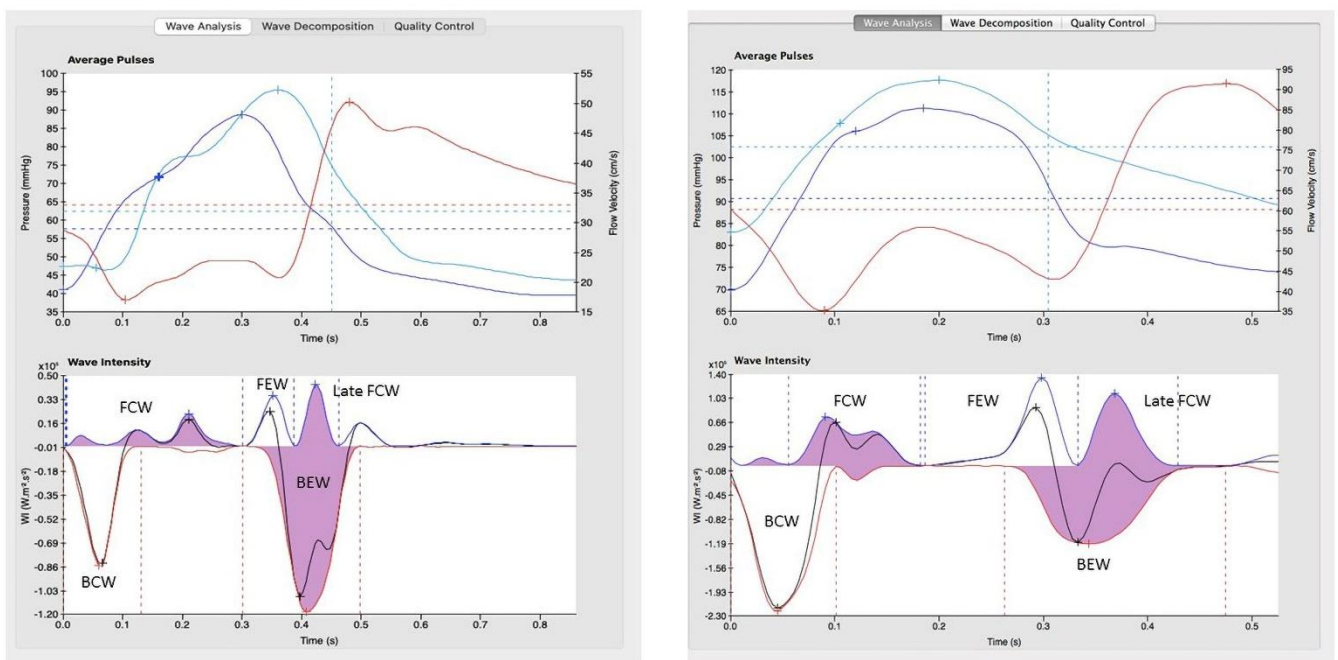 Wave Analysis Wave Decomposition Quality Control
Average Pulses
100
95
90
85
80
75
70
65
60
55
50
45
40
35
Pressure (mmHg)
55
50
45
40
35
30
25
20
15
Flow Velocity (cm/s)
0.0 0.1 0.2 0.3 0.4 0.5 0.6 0.7 0.8
Time (s)
Wave Intensity
x10⁵
0.50
0.33
0.16
-0.01
-0.18
-0.35
-0.52
-0.69
-0.86
-1.03
-1.20
WI (W.m².s²)
FCW
FEW
Late FCW
BEW
BCW
0.0 0.1 0.2 0.3 0.4 0.5 0.6 0.7 0.8
Time (s)
Wave Analysis Wave Decomposition Quality Control
Average Pulses
120
115
110
105
100
95
90
85
80
75
70
65
Pressure (mmHg)
95
90
85
80
75
70
65
60
55
50
45
40
35
Flow Velocity (cm/s)
0.0 0.1 0.2 0.3 0.4 0.5
Time (s)
Wave Intensity
1.40
1.03
0.66
0.29
-0.08
-0.45
-0.82
-1.19
-1.56
-1.93
-2.30
WI (W.m².s²)
FCW
FEW
Late FCW
BCW
BEW
0.0 0.1 0.2 0.3 0.4 0.5
Time (s)